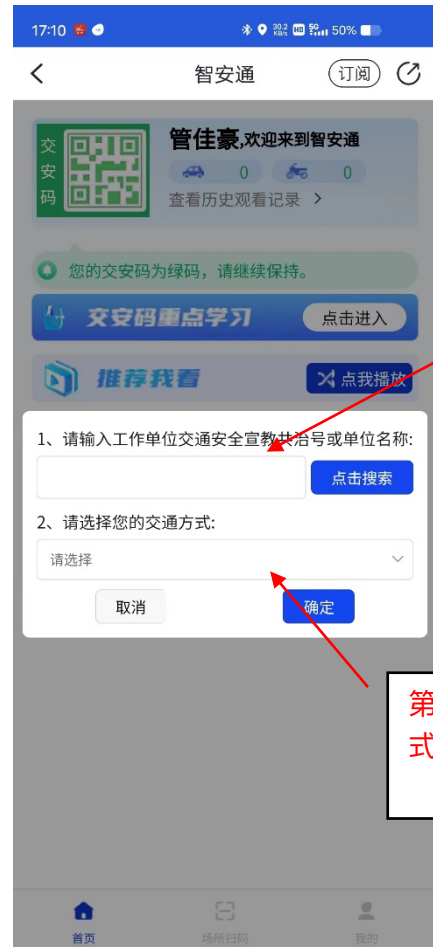 17:10 30.2 KB/s HD 5G 50%
智安通 订阅
交安码
管佳豪,欢迎来到智安通
0 0
查看历史观看记录 >
您的交安码为绿码，请继续保持。
交安码重点学习 点击进入
推荐我看 点我播放
1、请输入工作单位交通安全宣教共治号或单位名称:
点击搜索
2、请选择您的交通方式:
请选择
取消 确定
第
式
首页 场所扫码 我的